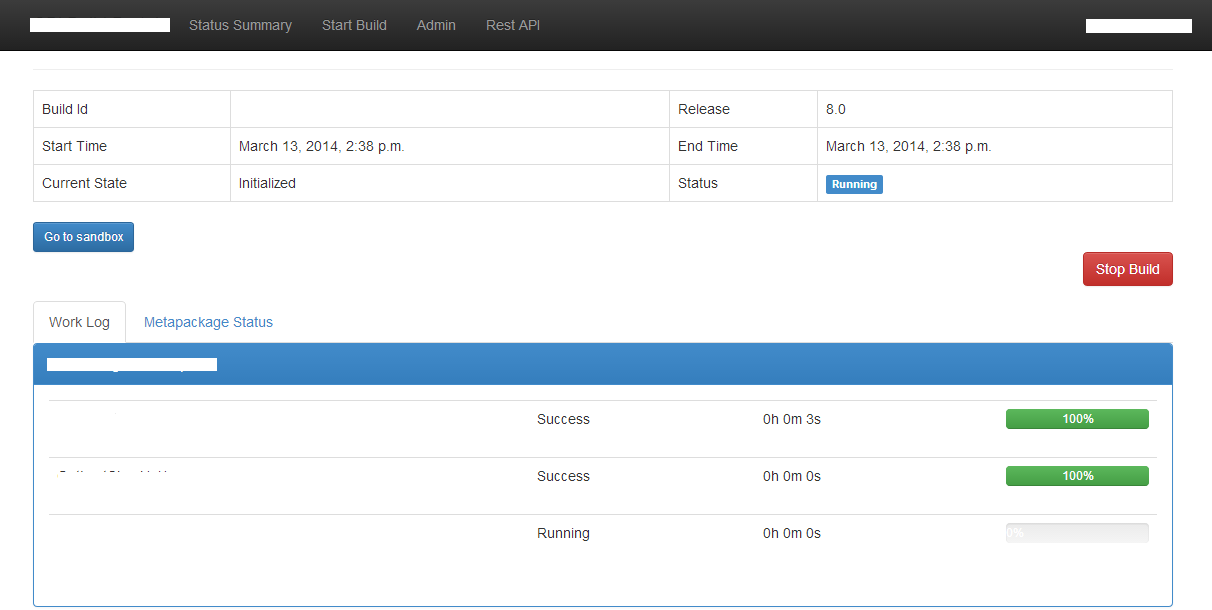 Status Summary Start Build Admin Rest API
Build Id Release 8.0
Start Time March 13, 2014, 2:38 p.m. End Time March 13, 2014, 2:38 p.m.
Current State Initialized Status Running
Go to sandbox
Stop Build
Work Log Metapackage Status
Success 0h 0m 3s 100%
Success 0h 0m 0s 100%
Running 0h 0m 0s 0%